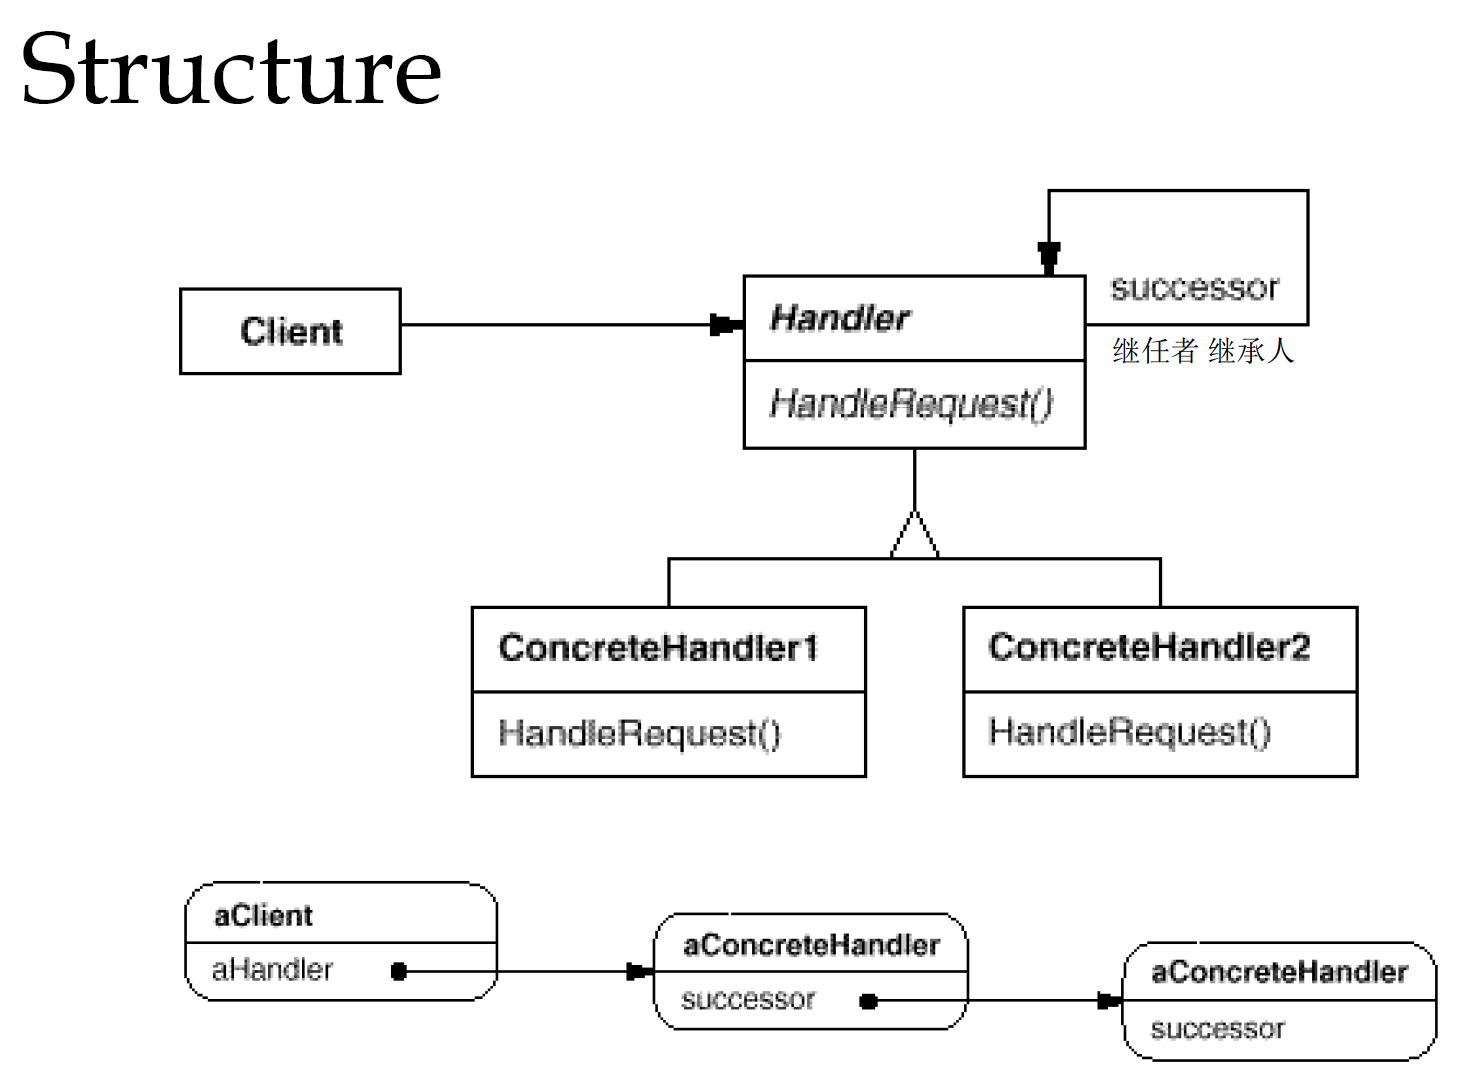 Structure
successor
继任者 继承人
Client
Handler
HandleRequest()
ConcreteHandler1
HandleRequest()
ConcreteHandler2
HandleRequest()
aClient
aHandler
aConcreteHandler
successor
aConcreteHandler
successor